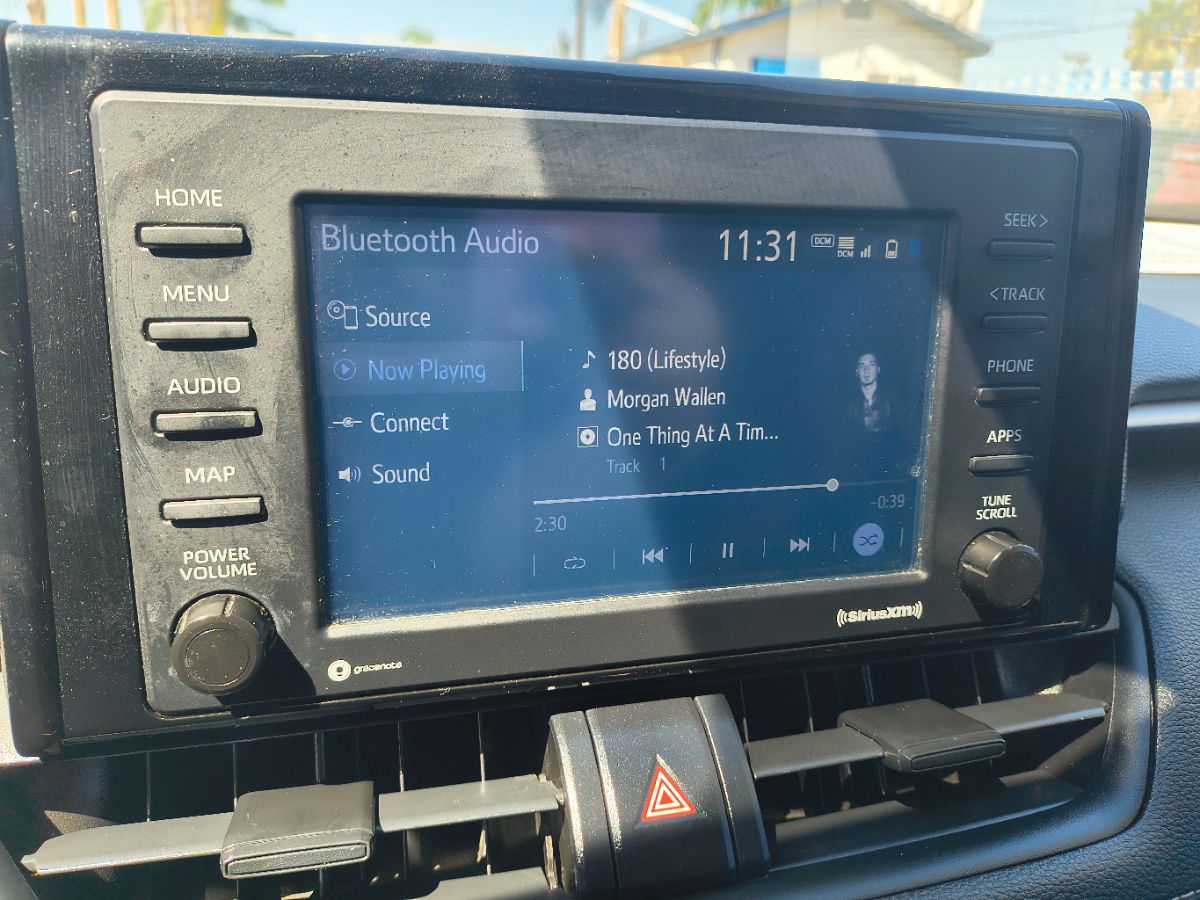 HOME
MENU
AUDIO
MAP
POWER
VOLUME
Bluetooth Audio
11:31
DCM
DCM
Source
Now Playing
Connect
Sound
180 (Lifestyle)
Morgan Wallen
One Thing At A Tim...
Track 1
2:30
-0:39
SEEK>
<TRACK
PHONE
APPS
TUNE
SCROLL
gracenote
SiriusXM